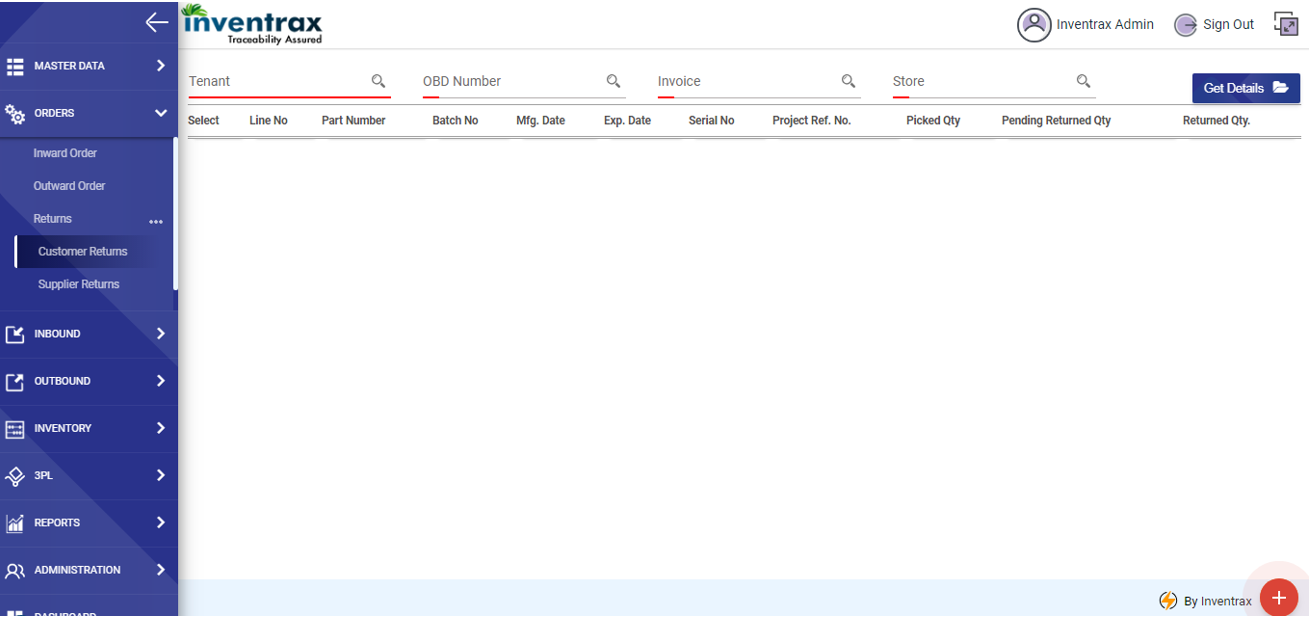 inventrax
Traceability Assured
Inventrax Admin
Sign Out
MASTER DATA
ORDERS
Inward Order
Outward Order
Returns
Customer Returns
Supplier Returns
INBOUND
OUTBOUND
INVENTORY
3PL
REPORTS
ADMINISTRATION
DASHBOARD
Tenant
OBD Number
Invoice
Store
Get Details
Select Line No Part Number Batch No Mfg. Date Exp. Date Serial No Project Ref. No. Picked Qty Pending Returned Qty Returned Qty.
By Inventrax